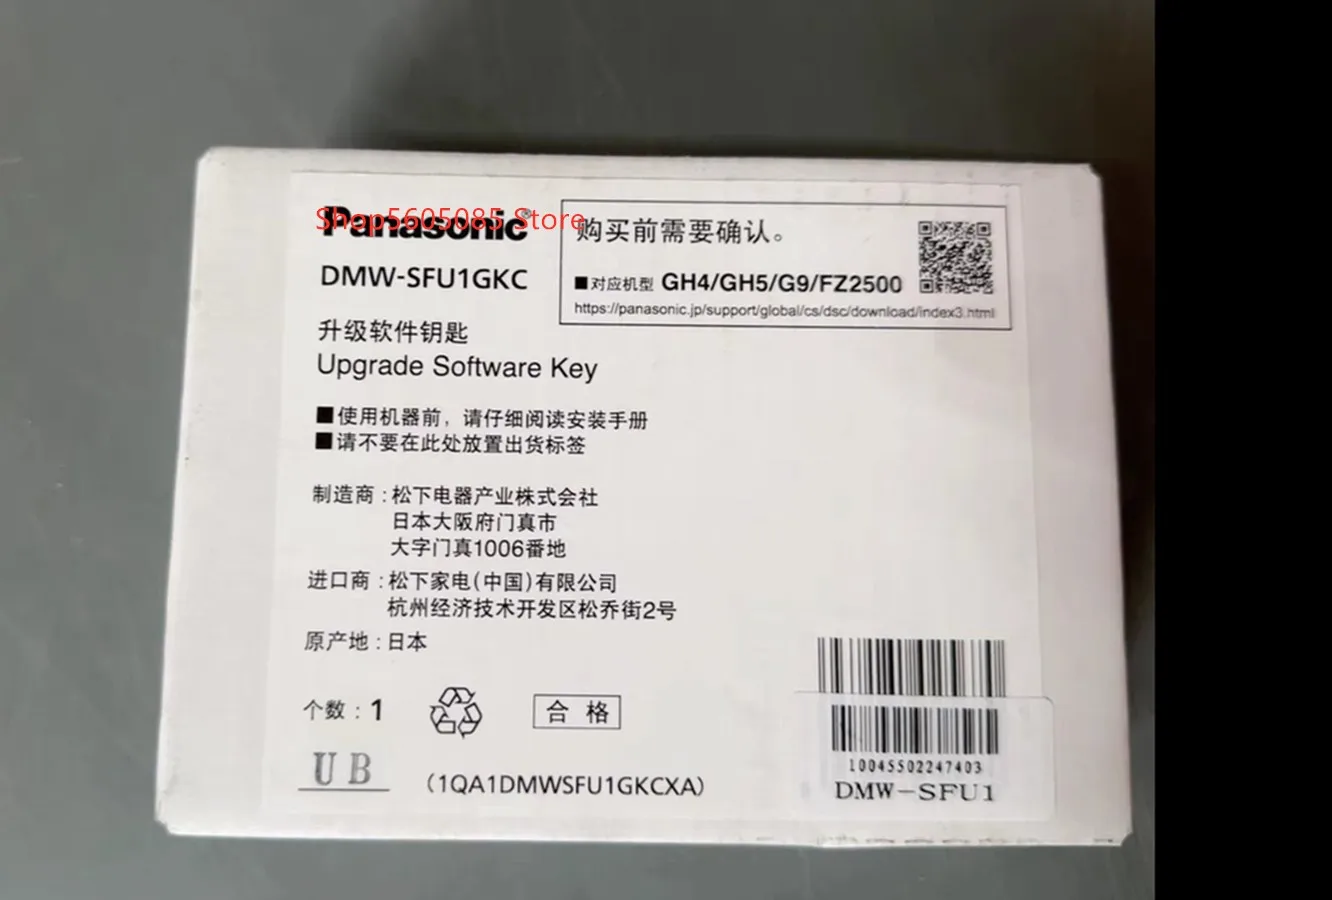 Panasonic®
Shop5605085 Store
DMW-SFU1GKC
购买前需要确认。
■对应机型 GH4/GH5/G9/FZ2500
https://panasonic.jp/support/global/cs/dsc/download/index3.html
升级软件钥匙
Upgrade Software Key
■使用机器前，请仔细阅读安装手册
■请不要在此处放置出货标签
制造商：松下电器产业株式会社
日本大阪府门真市
大字门真1006番地
进口商：松下家电(中国)有限公司
杭州经济技术开发区松乔街2号
原产地：日本
个数：1
合格
UB
(1QA1DMWSFU1GKCXA)
10045502247403
DMW-SFU1